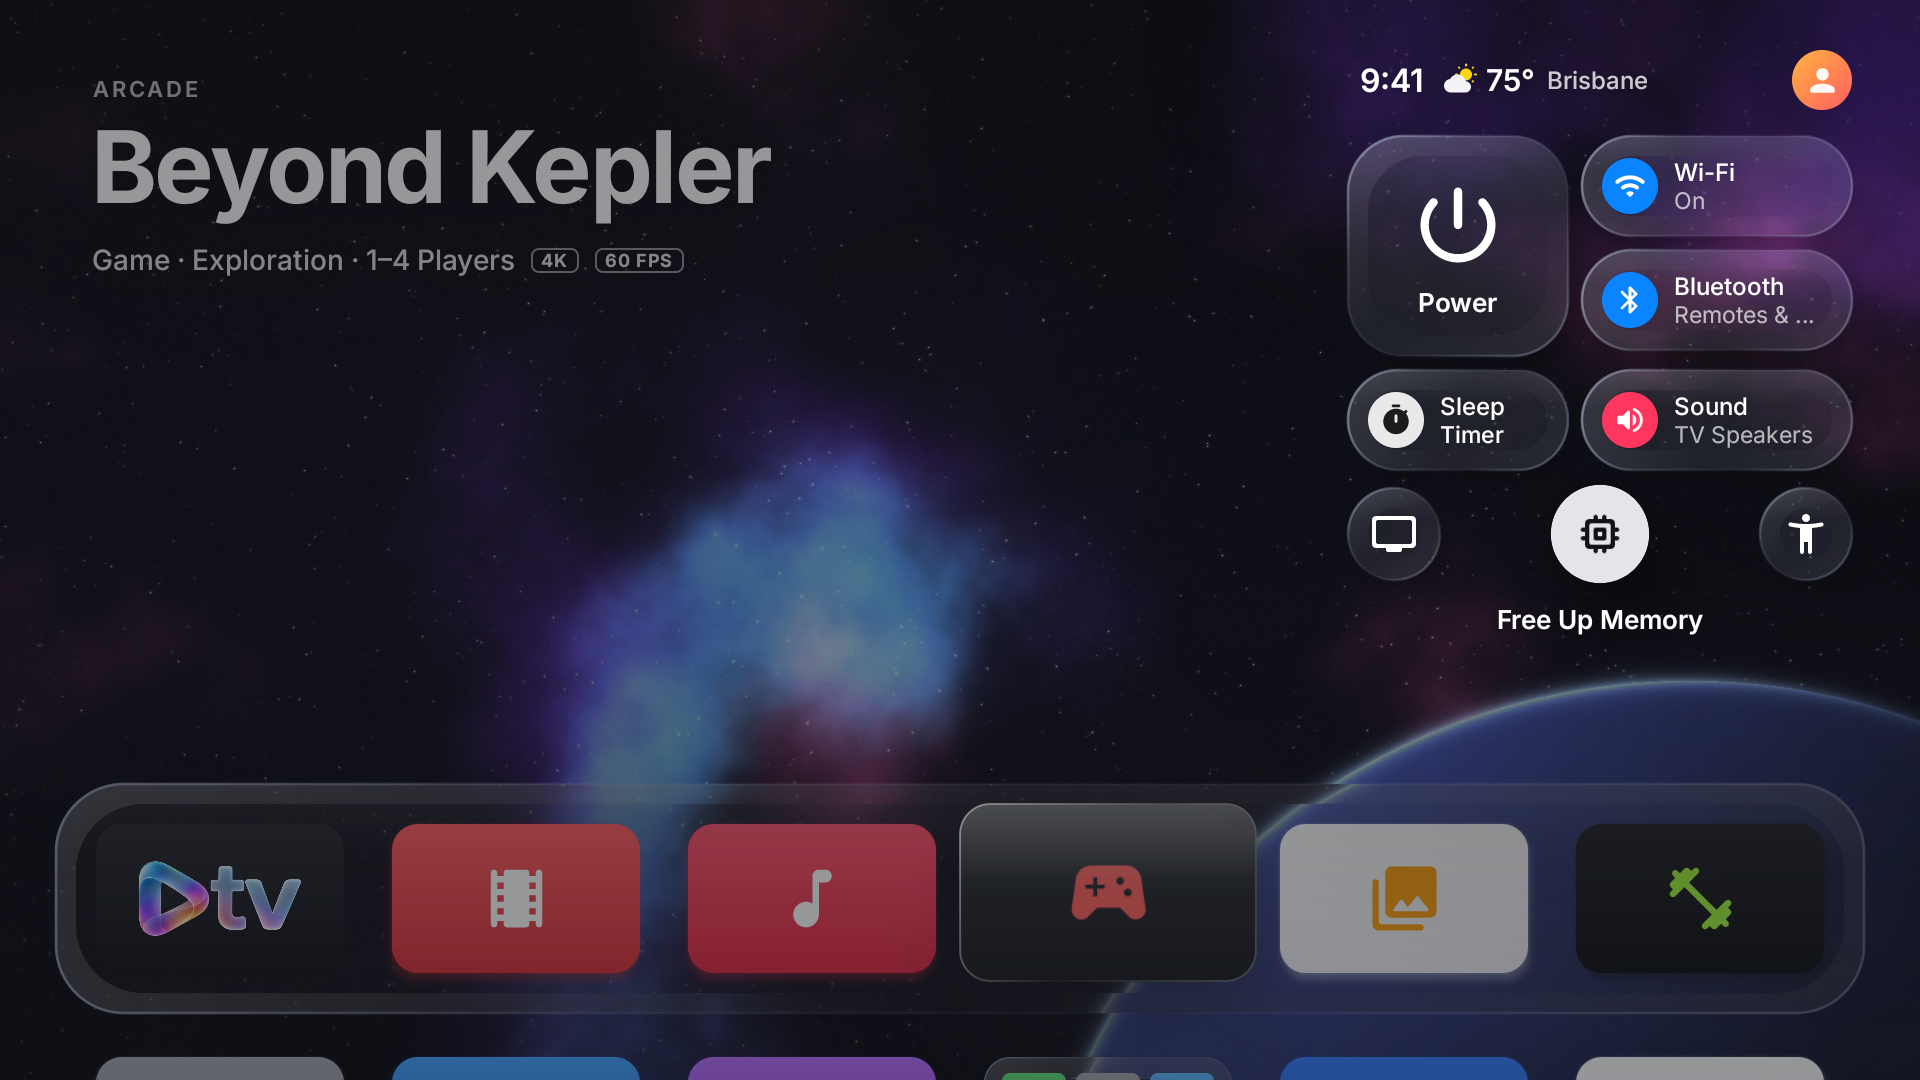 ARCADE
Beyond Kepler
Game · Exploration · 1–4 Players 4K 60 FPS
9:41 75° Brisbane
Power
Wi-Fi
On
Bluetooth
Remotes & ...
Sleep
Timer
Sound
TV Speakers
Free Up Memory
tv